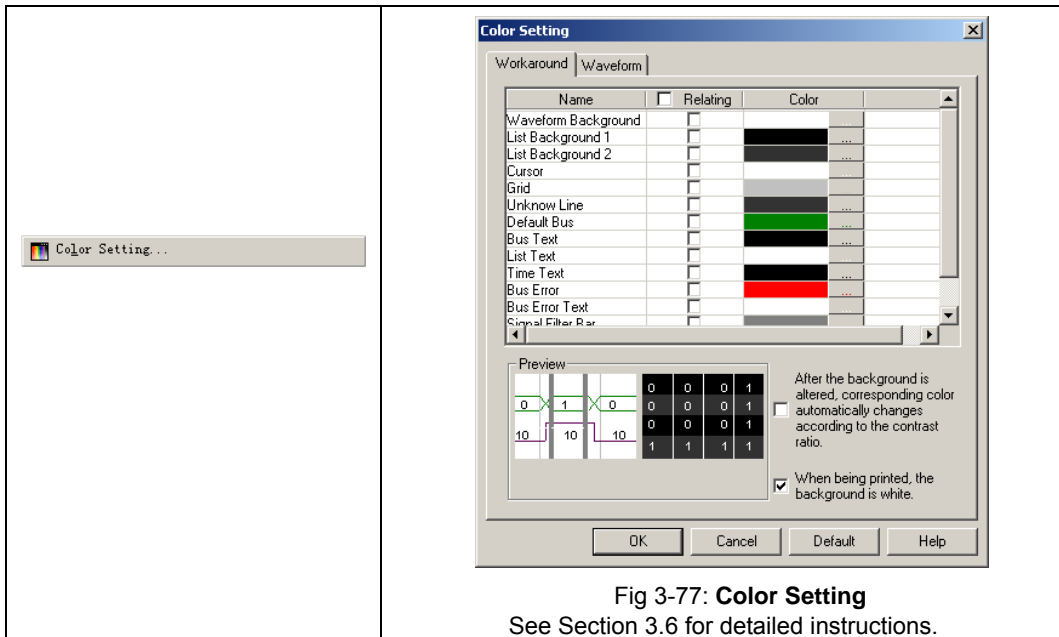 Color Setting...
Color Setting
Workaround Waveform
Name Relating Color
Waveform Background ...
List Background 1 ...
List Background 2 ...
Cursor ...
Grid ...
Unknow Line ...
Default Bus ...
Bus Text ...
List Text ...
Time Text ...
Bus Error ...
Bus Error Text ...
Signal Filter Bar
Preview
0 1 0
10 10 10
0 0 0 1
0 0 0 1
0 0 0 1
1 1 1 1
After the background is
altered, corresponding color
automatically changes
according to the contrast
ratio.
When being printed, the
background is white.
OK Cancel Default Help
Fig 3-77: Color Setting
See Section 3.6 for detailed instructions.